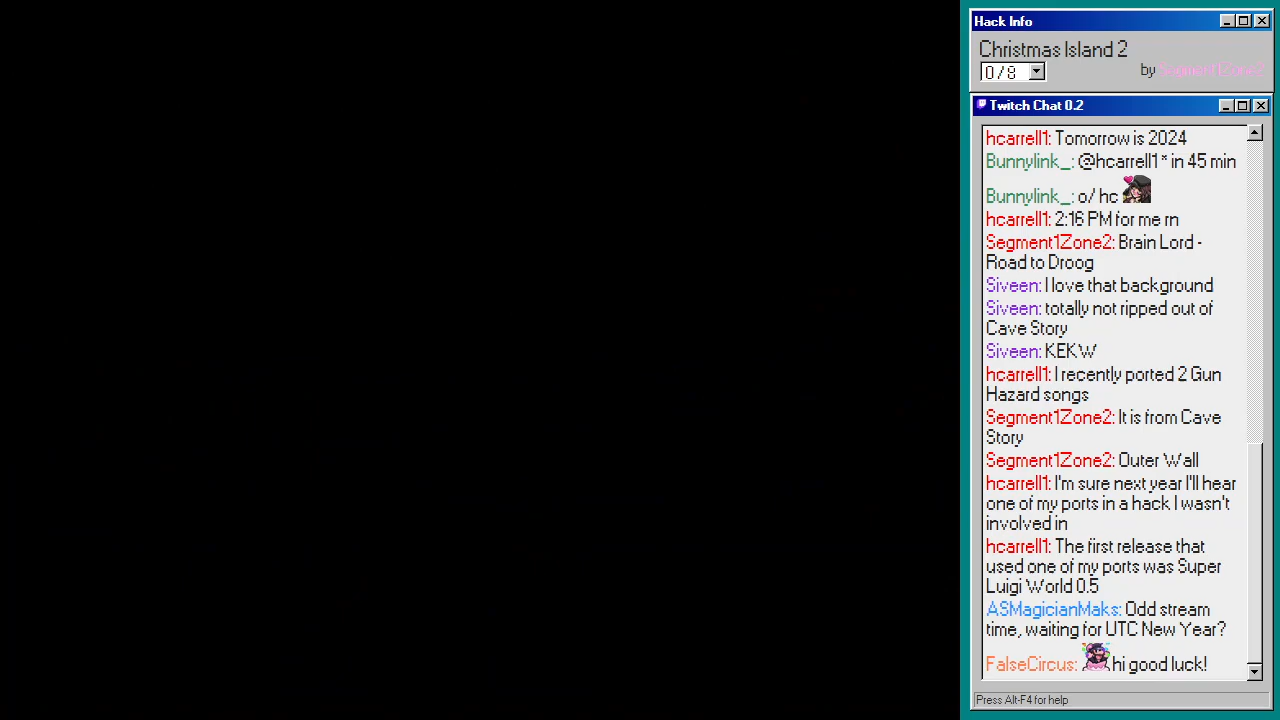 Hack Info
Christmas Island 2
0/8
by Segment1Zone2
Twitch Chat 0.2
hcarrell1: Tomorrow is 2024
Bunnylink_: @hcarrell1* in 45 min
Bunnylink_: o/ hc
hcarrell1: 2:16 PM for me rn
Segment1Zone2: Brain Lord -
Road to Droog
Siveen: I love that background
Siveen: totally not ripped out of
Cave Story
Siveen: KEKW
hcarrell1: I recently ported 2 Gun
Hazard songs
Segment1Zone2: It is from Cave
Story
Segment1Zone2: Outer Wall
hcarrell1: I'm sure next year I'll hear
one of my ports in a hack I wasn't
involved in
hcarrell1: The first release that
used one of my ports was Super
Luigi World 0.5
ASMagicianMaks: Odd stream
time, waiting for UTC New Year?
FalseCircus: hi good luck!
Press Alt-F4 for help